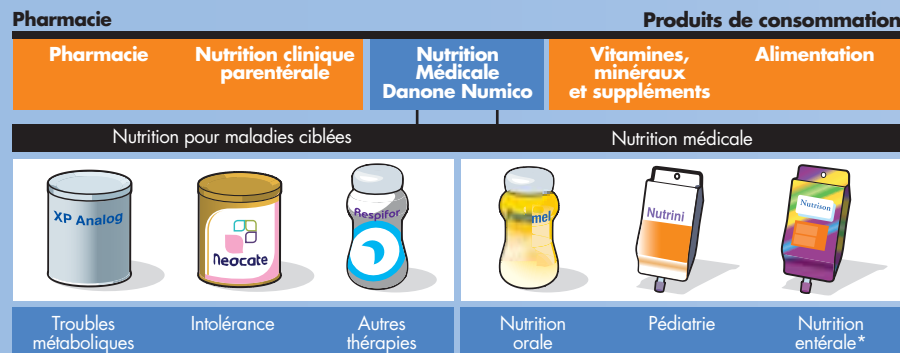 Pharmacie
Produits de consommation
Pharmacie
Nutrition clinique
parentérale
Nutrition
Médicale
Danone Numico
Vitamines,
minéraux
et suppléments
Alimentation
Nutrition pour maladies ciblées
Nutrition médicale
XP Analog
Neocate
Respifor
mel
Nutrini
Nutrison
Troubles
métaboliques
Intolérance
Autres
thérapies
Nutrition
orale
Pédiatrie
Nutrition
entérale*